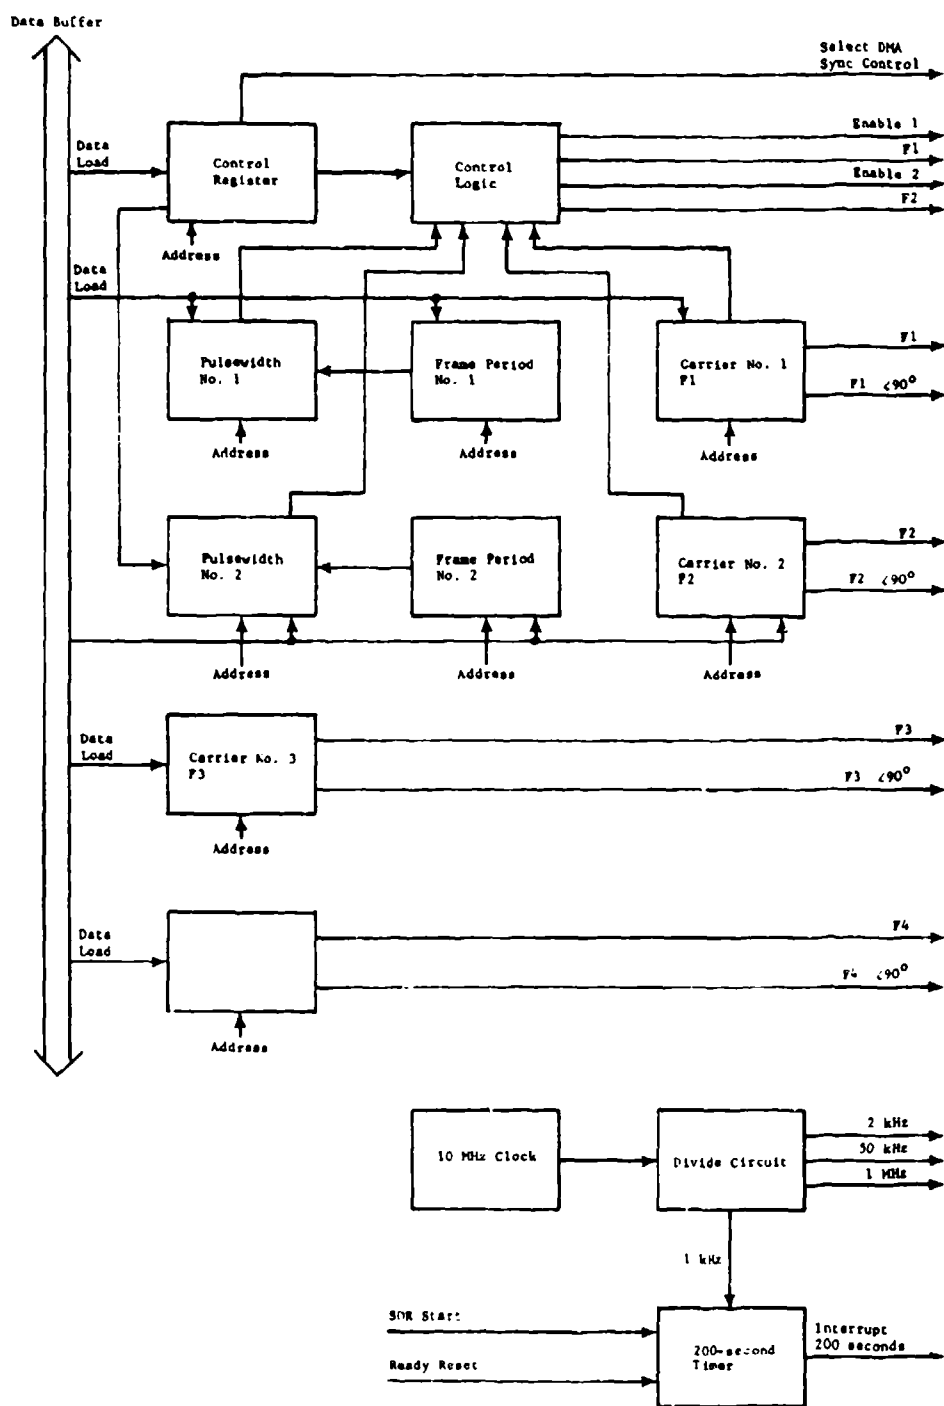 Data Buffer
Select DMA
Sync Control
Data
Load
Control
Register
Control
Logic
Enable 1
F1
Enable 2
F2
Address
Data
Load
Pulsewidth
No. 1
Frame Period
No. 1
Carrier No. 1
F1
F1
F1 <90°
Address
Address
Address
Pulsewidth
No. 2
Frame Period
No. 2
Carrier No. 2
F2
F2
F2 <90°
Address
Address
Address
Data
Load
Carrier No. 3
F3
F3
F3 <90°
Address
Data
Load
F4
F4 <90°
Address
10 MHz Clock
Divide Circuit
2 kHz
50 kHz
1 MHz
1 kHz
SDR Start
Ready Reset
200-second
Timer
Interrupt
200 seconds